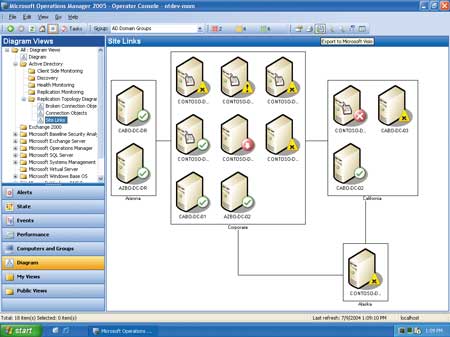 Microsoft Operations Manager 2005 - Operator Console - ntdev-mom
File Edit View Go Help
Tasks Group: AD Domain Groups 2 6 0
Export to Microsoft Visio
Diagram Views
All : Diagram Views
Diagram
Active Directory
Client Side Monitoring
Discovery
Health Monitoring
Replication Monitoring
Replication Topology Diagrar
Broken Connection Obje
Connection Objects
Site Links
Exchange 2000
Microsoft Baseline Security Analy
Microsoft Exchange Server
Microsoft Operations Manager
Microsoft SQL Server
Microsoft Systems Management
Microsoft Virtual Server
Microsoft Windows Base OS
Alerts
State
Events
Performance
Computers and Groups
Diagram
My Views
Public Views
Site Links
CABO-DC-DR
AZBO-DC-DR
Arizona
CONTOSO-D...
CONTOSO-D...
CONTOSO-D...
CONTOSO-D...
CONTOSO-D...
CONTOSO-D...
CABO-DC-01
AZBO-DC-02
Corporate
CONTOSO-D...
CABO-DC-03
CABO-DC-02
California
CONTOSO-D...
Alaska
Total: 18 item(s) Selected: 0 item(s)
Last refresh: 7/9/2004 1:09:10 PM
localhost
start
Microsoft Operations ...
1:09 PM